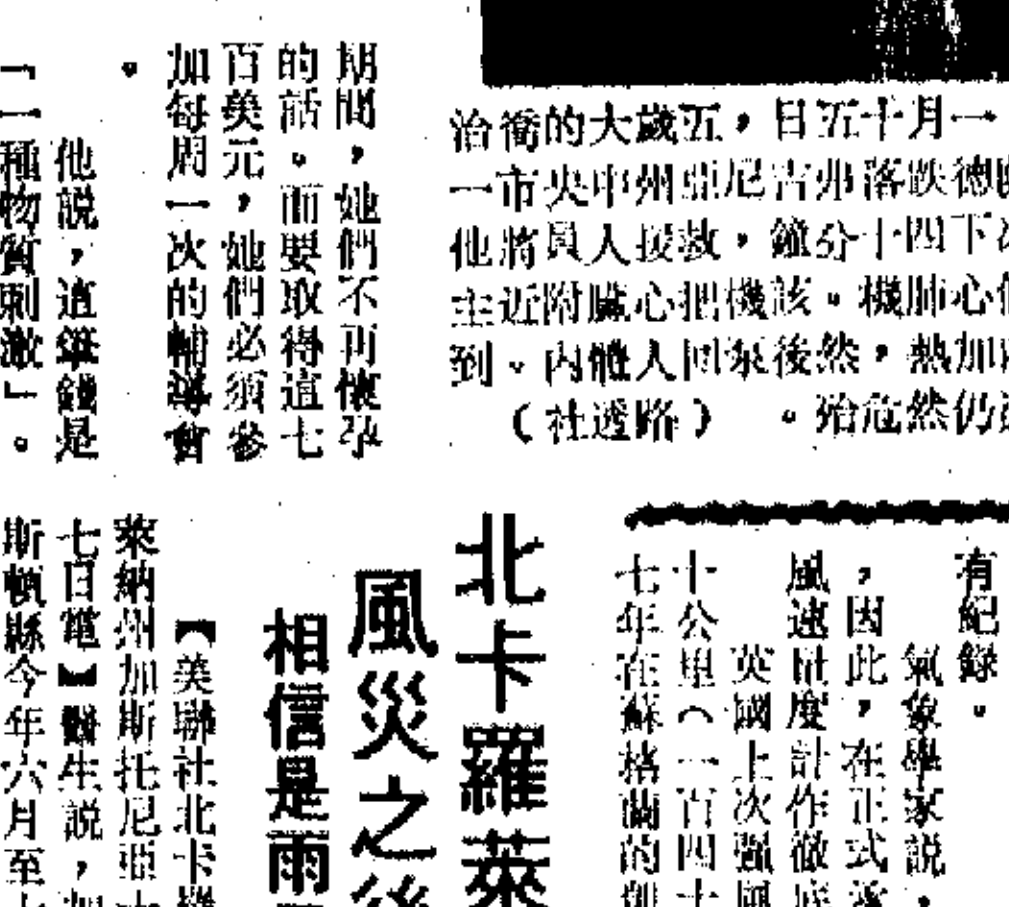 期間，她們不再懷孕
的話。而要取得這七
百美元，她們必須參
加每周一次的輔導會
。
他説，這筆錢是
「一種物質刺激」。
一月十五日，五歲大的喬治
德跌落弗吉尼亞州中央市一
下四十分鐘，救援人員將他
心肺機。該機把心臟附近主
加熱，然後泵回人體內。到
仍然危殆。（路透社）
有紀錄。
氣象學家説，
，因此，在正式
風速量度計作徹底
英國上次強風
十公里（一百四十
七年在蘇格蘭的
北卡羅萊
風災之後
相信是雨
【美聯社北卡羅
萊納州加斯托尼亞
七日電】醫生説，加
斯頓縣今年六月至